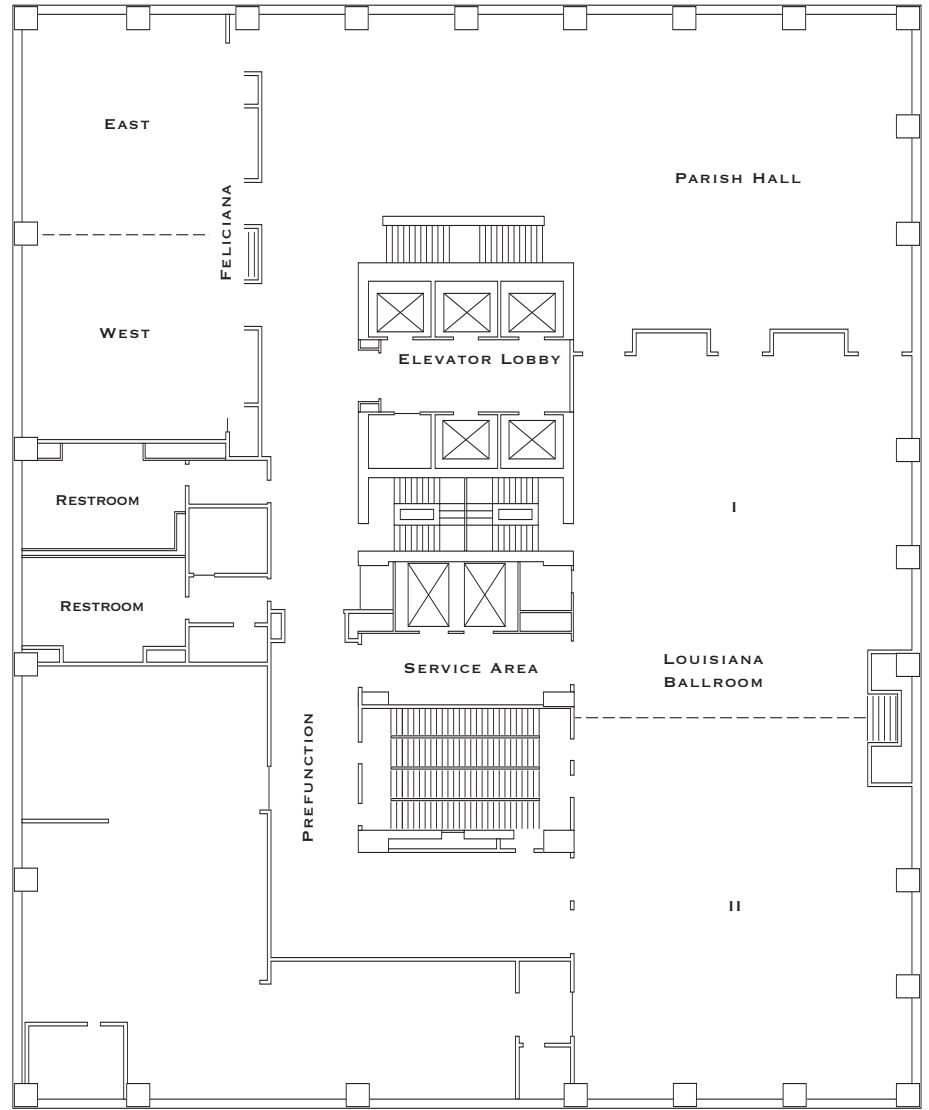 EAST
PARISH HALL
FELICIANA
WEST
ELEVATOR LOBBY
RESTROOM
I
RESTROOM
LOUISIANA
BALLROOM
SERVICE AREA
PREFUNCTION
II